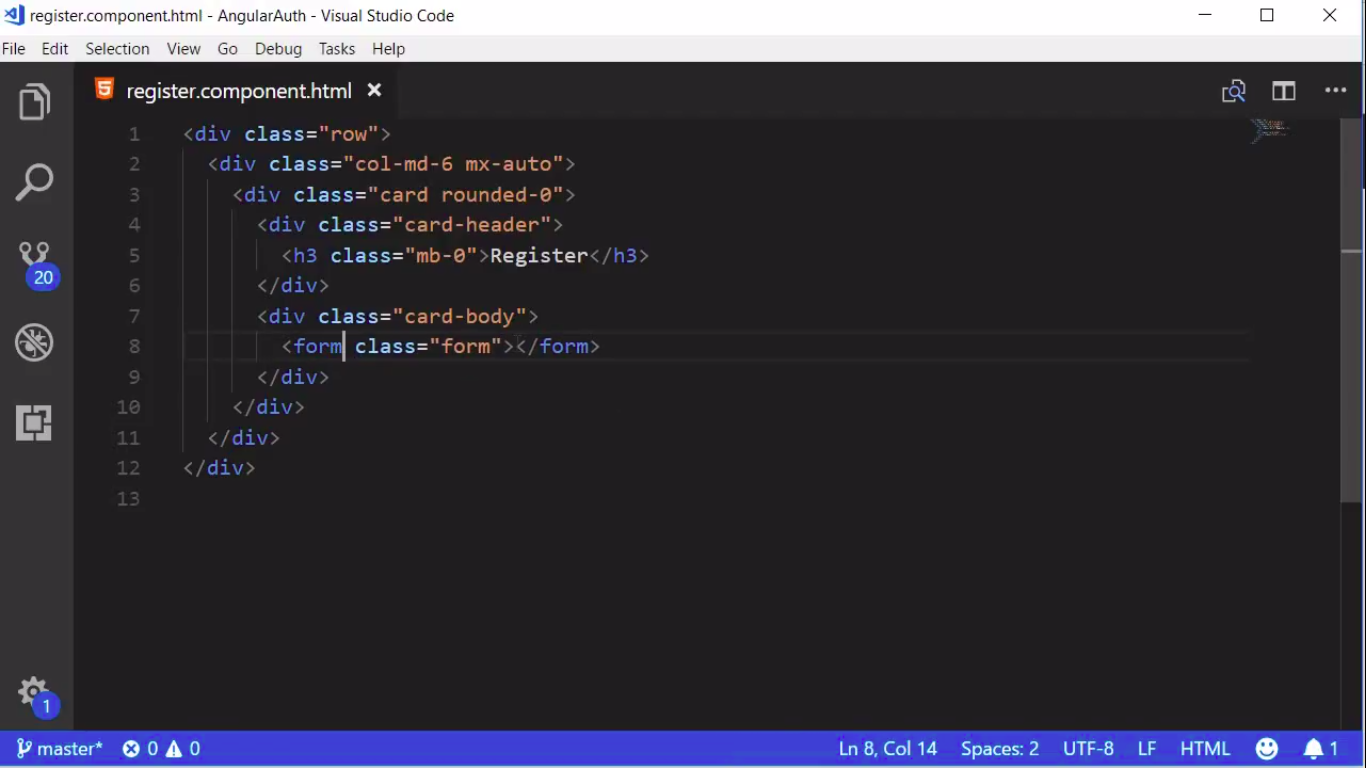 register.component.html - AngularAuth - Visual Studio Code
File Edit Selection View Go Debug Tasks Help
register.component.html
1 <div class="row">
2 <div class="col-md-6 mx-auto">
3 <div class="card rounded-0">
4 <div class="card-header">
5 <h3 class="mb-0">Register</h3>
6 </div>
7 <div class="card-body">
8 <form class="form"></form>
9 </div>
10 </div>
11 </div>
12 </div>
13
20
1
master* 0 0 Ln 8, Col 14 Spaces: 2 UTF-8 LF HTML 1